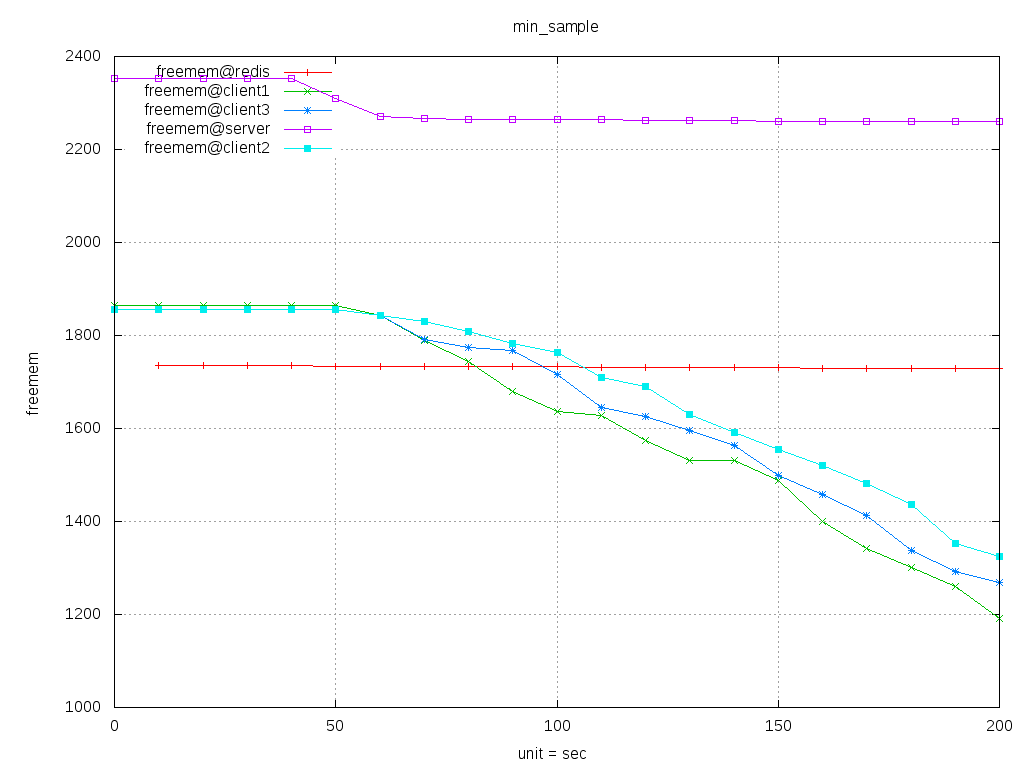 min_sample
2400
2200
2000
1800
1600
1400
1200
1000
freemem
freemem@redis
freemem@client1
freemem@client3
freemem@server
freemem@client2
0 50 100 150 200
unit = sec